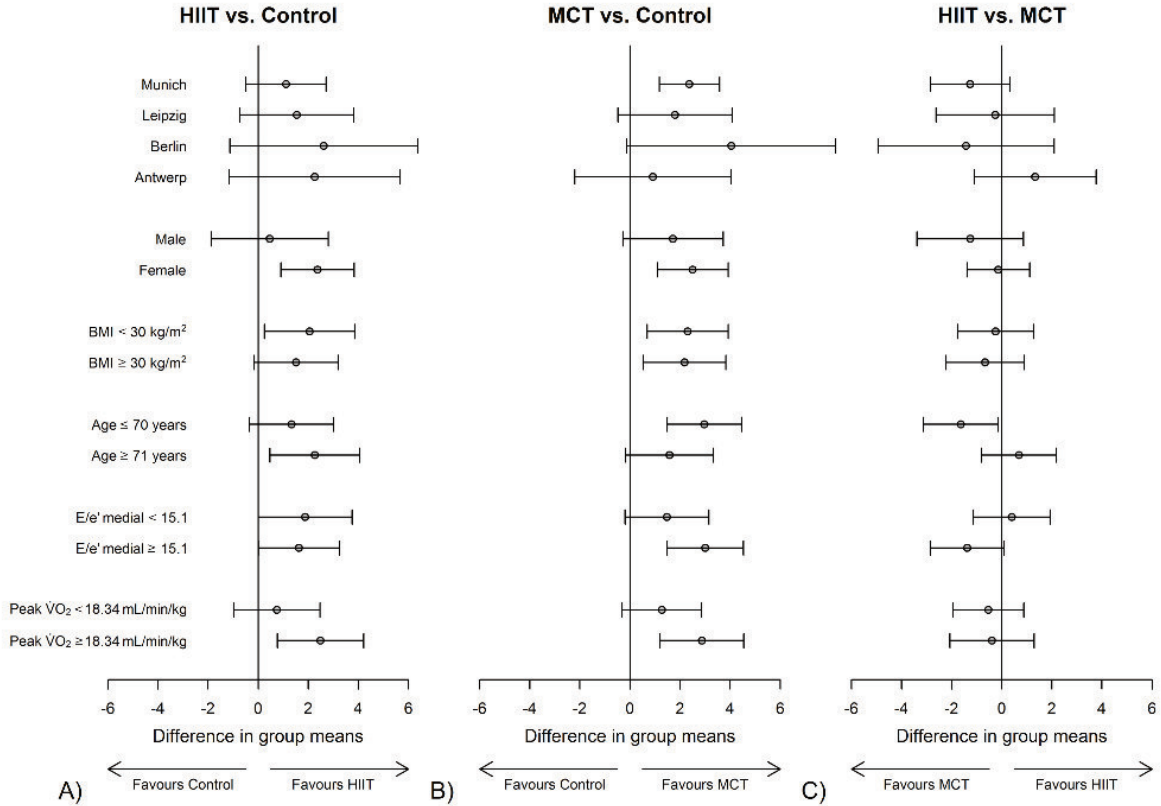 HIIT vs. Control
MCT vs. Control
HIIT vs. MCT
Munich
Leipzig
Berlin
Antwerp
Male
Female
BMI < 30 kg/m²
BMI ≥ 30 kg/m²
Age ≤ 70 years
Age ≥ 71 years
E/e' medial < 15.1
E/e' medial ≥ 15.1
Peak V̇O₂ < 18.34 mL/min/kg
Peak V̇O₂ ≥ 18.34 mL/min/kg
-6 -4 -2 0 2 4 6
-6 -4 -2 0 2 4 6
-6 -4 -2 0 2 4 6
Difference in group means
Difference in group means
Difference in group means
A) Favours Control Favours HIIT
B) Favours Control Favours MCT
C) Favours MCT Favours HIIT